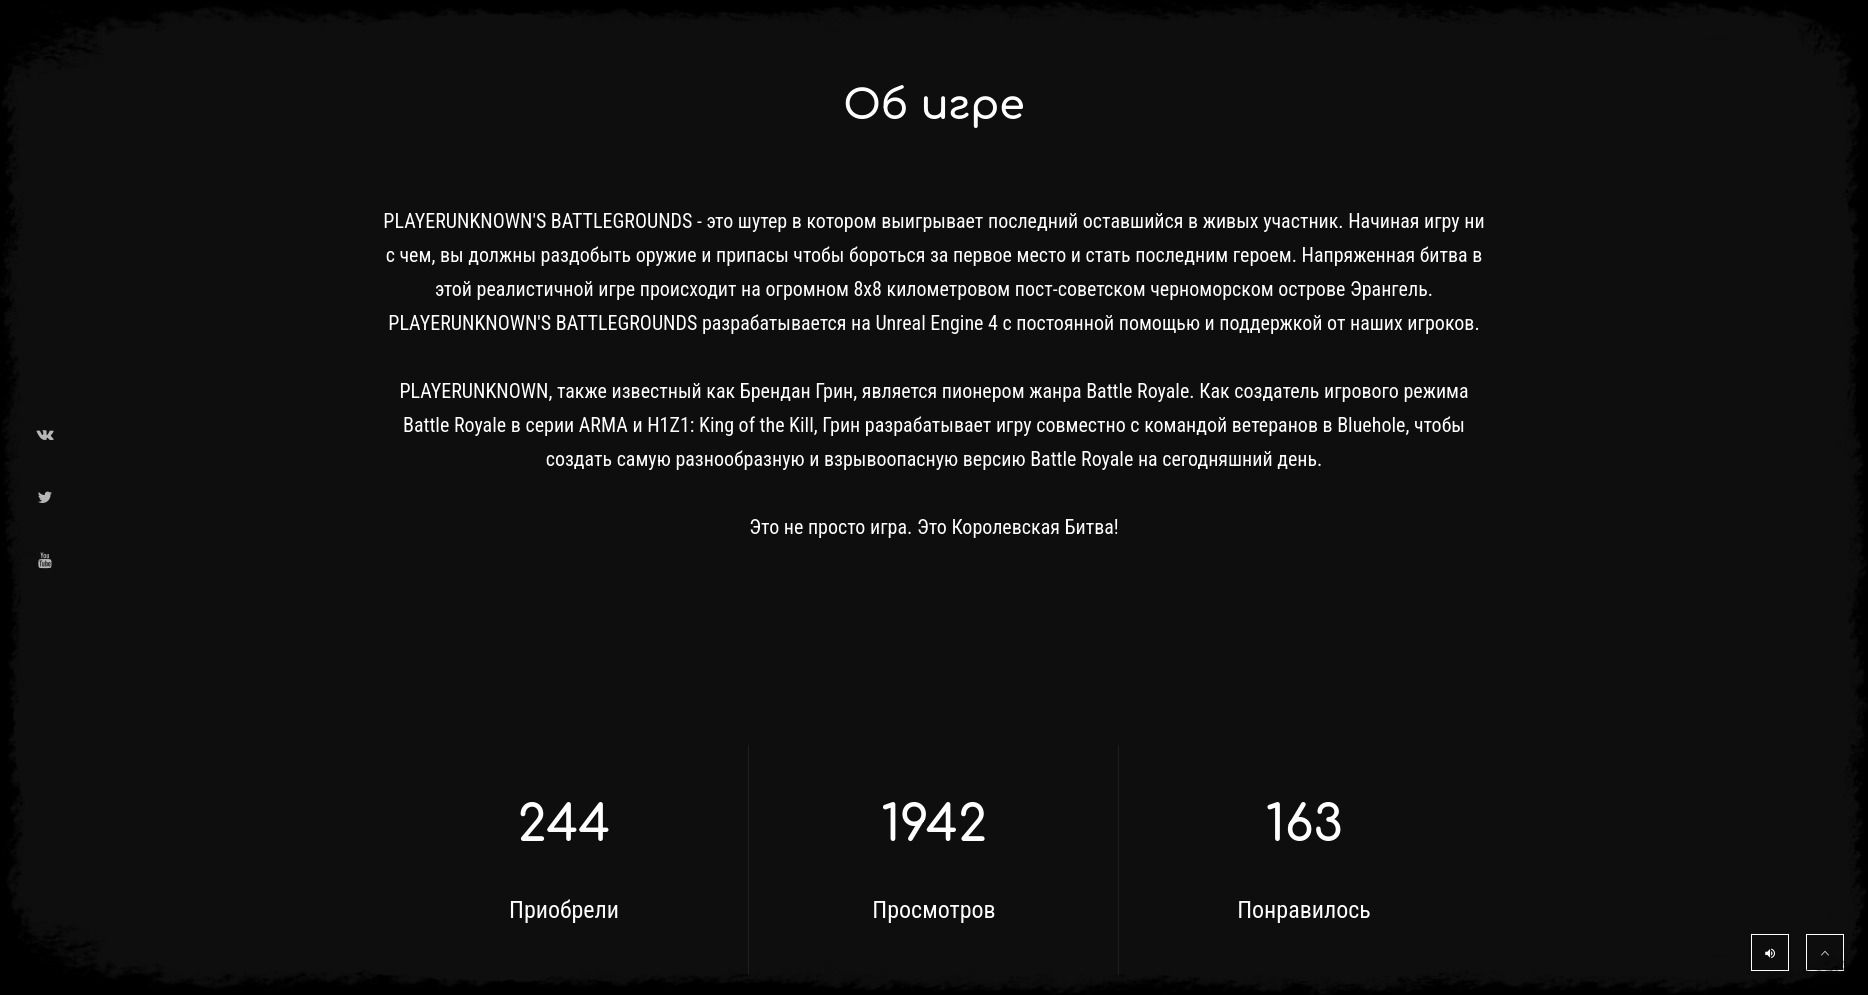 Об игре
PLAYERUNKNOWN'S BATTLEGROUNDS - это шутер в котором выигрывает последний оставшийся в живых участник. Начиная игру ни
с чем, вы должны раздобыть оружие и припасы чтобы бороться за первое место и стать последним героем. Напряженная битва в
этой реалистичной игре происходит на огромном 8x8 километровом пост-советском черноморском острове Эрангель.
PLAYERUNKNOWN'S BATTLEGROUNDS разрабатывается на Unreal Engine 4 с постоянной помощью и поддержкой от наших игроков.
PLAYERUNKNOWN, также известный как Брендан Грин, является пионером жанра Battle Royale. Как создатель игрового режима
Battle Royale в серии ARMA и H1Z1: King of the Kill, Грин разрабатывает игру совместно с командой ветеранов в Bluehole, чтобы
создать самую разнообразную и взрывоопасную версию Battle Royale на сегодняшний день.
Это не просто игра. Это Королевская Битва!
You
Tube
244
1942
163
Приобрели
Просмотров
Понравилось